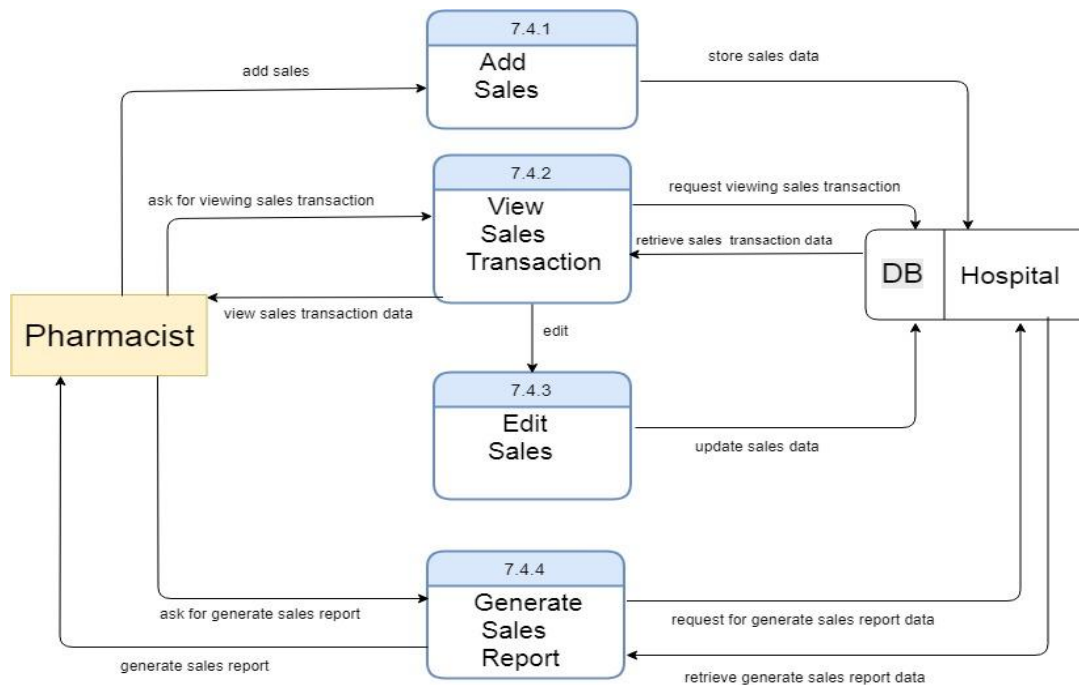 7.4.1
Add
Sales
add sales
store sales data
7.4.2
View
Sales
Transaction
ask for viewing sales transaction
request viewing sales transaction
retrieve sales transaction data
DB
Hospital
Pharmacist
view sales transaction data
edit
7.4.3
Edit
Sales
update sales data
7.4.4
Generate
Sales
Report
ask for generate sales report
request for generate sales report data
generate sales report
retrieve generate sales report data